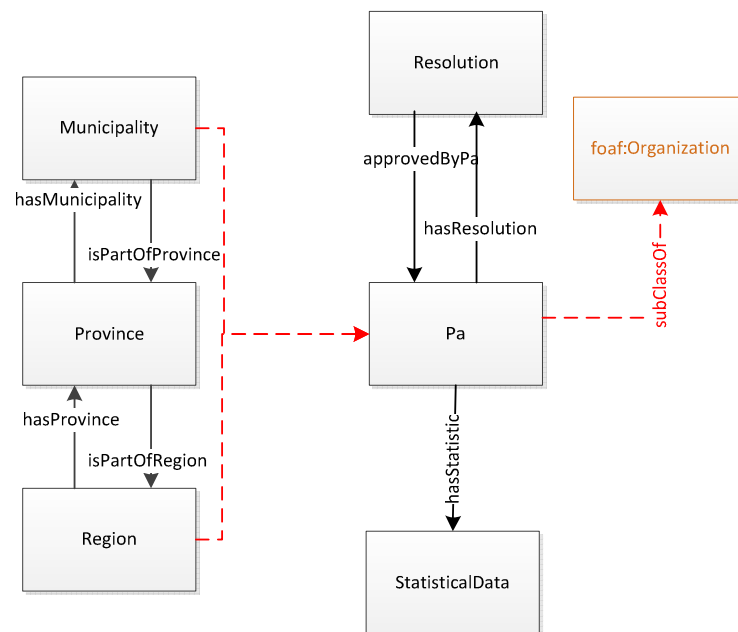 Resolution
Municipality
foaf:Organization
approvedByPa
hasMunicipality
hasResolution
isPartOfProvince
subClassOf
Province
Pa
hasProvince
isPartOfRegion
hasStatistic
Region
StatisticalData